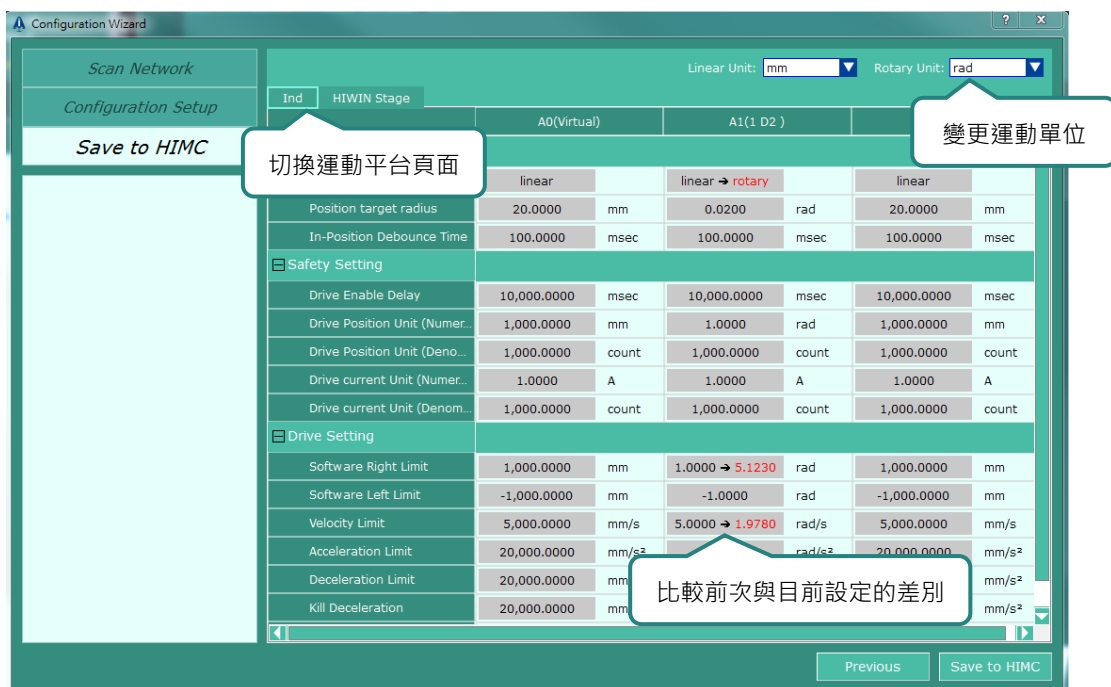 Configuration Wizard
? x
Scan Network
Configuration Setup
Save to HIMC
Linear Unit: mm Rotary Unit: rad
Ind HIWIN Stage
變更運動單位
A0(Virtual) A1(1 D2 )
切換運動平台頁面
linear linear → rotary linear
Position target radius 20.0000 mm 0.0200 rad 20.0000 mm
In-Position Debounce Time 100.0000 msec 100.0000 msec 100.0000 msec
Safety Setting
Drive Enable Delay 10,000.0000 msec 10,000.0000 msec 10,000.0000 msec
Drive Position Unit (Numer... 1,000.0000 mm 1.0000 rad 1,000.0000 mm
Drive Position Unit (Deno... 1,000.0000 count 1,000.0000 count 1,000.0000 count
Drive current Unit (Numer... 1.0000 A 1.0000 A 1.0000 A
Drive current Unit (Denom... 1,000.0000 count 1,000.0000 count 1,000.0000 count
Drive Setting
Software Right Limit 1,000.0000 mm 1.0000 → 5.1230 rad 1,000.0000 mm
Software Left Limit -1,000.0000 mm -1.0000 rad -1,000.0000 mm
Velocity Limit 5,000.0000 mm/s 5.0000 → 1.9780 rad/s 5,000.0000 mm/s
Acceleration Limit 20,000.0000 mm/s² rad/s² 20,000.0000 mm/s²
Deceleration Limit 20,000.0000 mm mm/s²
Kill Deceleration 20,000.0000 mm mm/s²
比較前次與目前設定的差別
Previous Save to HIMC